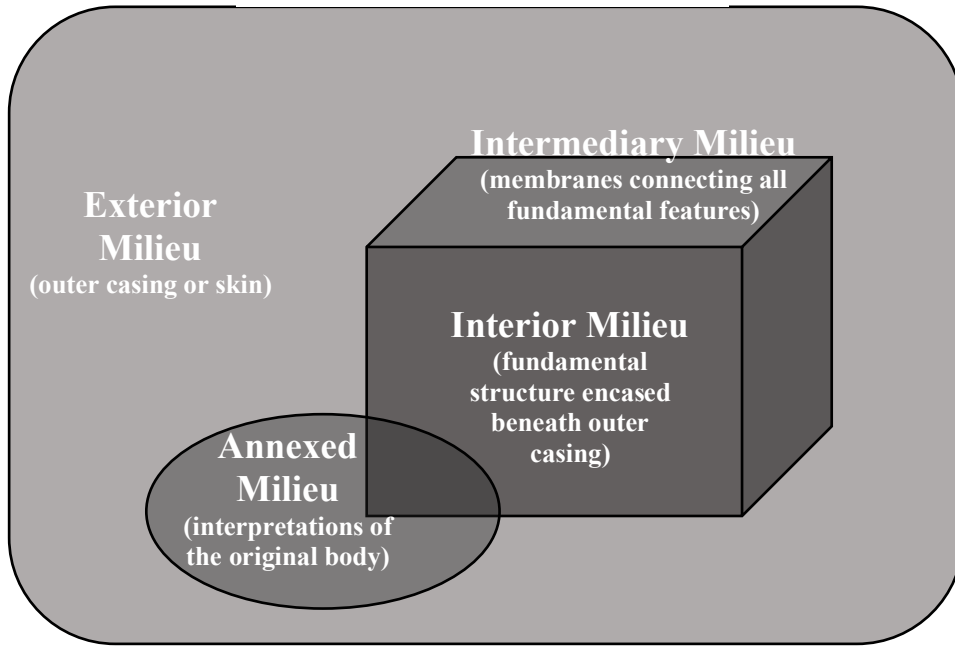 Intermediary Milieu
(membranes connecting all
fundamental features)
Exterior
Milieu
(outer casing or skin)
Interior Milieu
(fundamental
structure encased
beneath outer
casing)
Annexed
Milieu
(interpretations of
the original body)